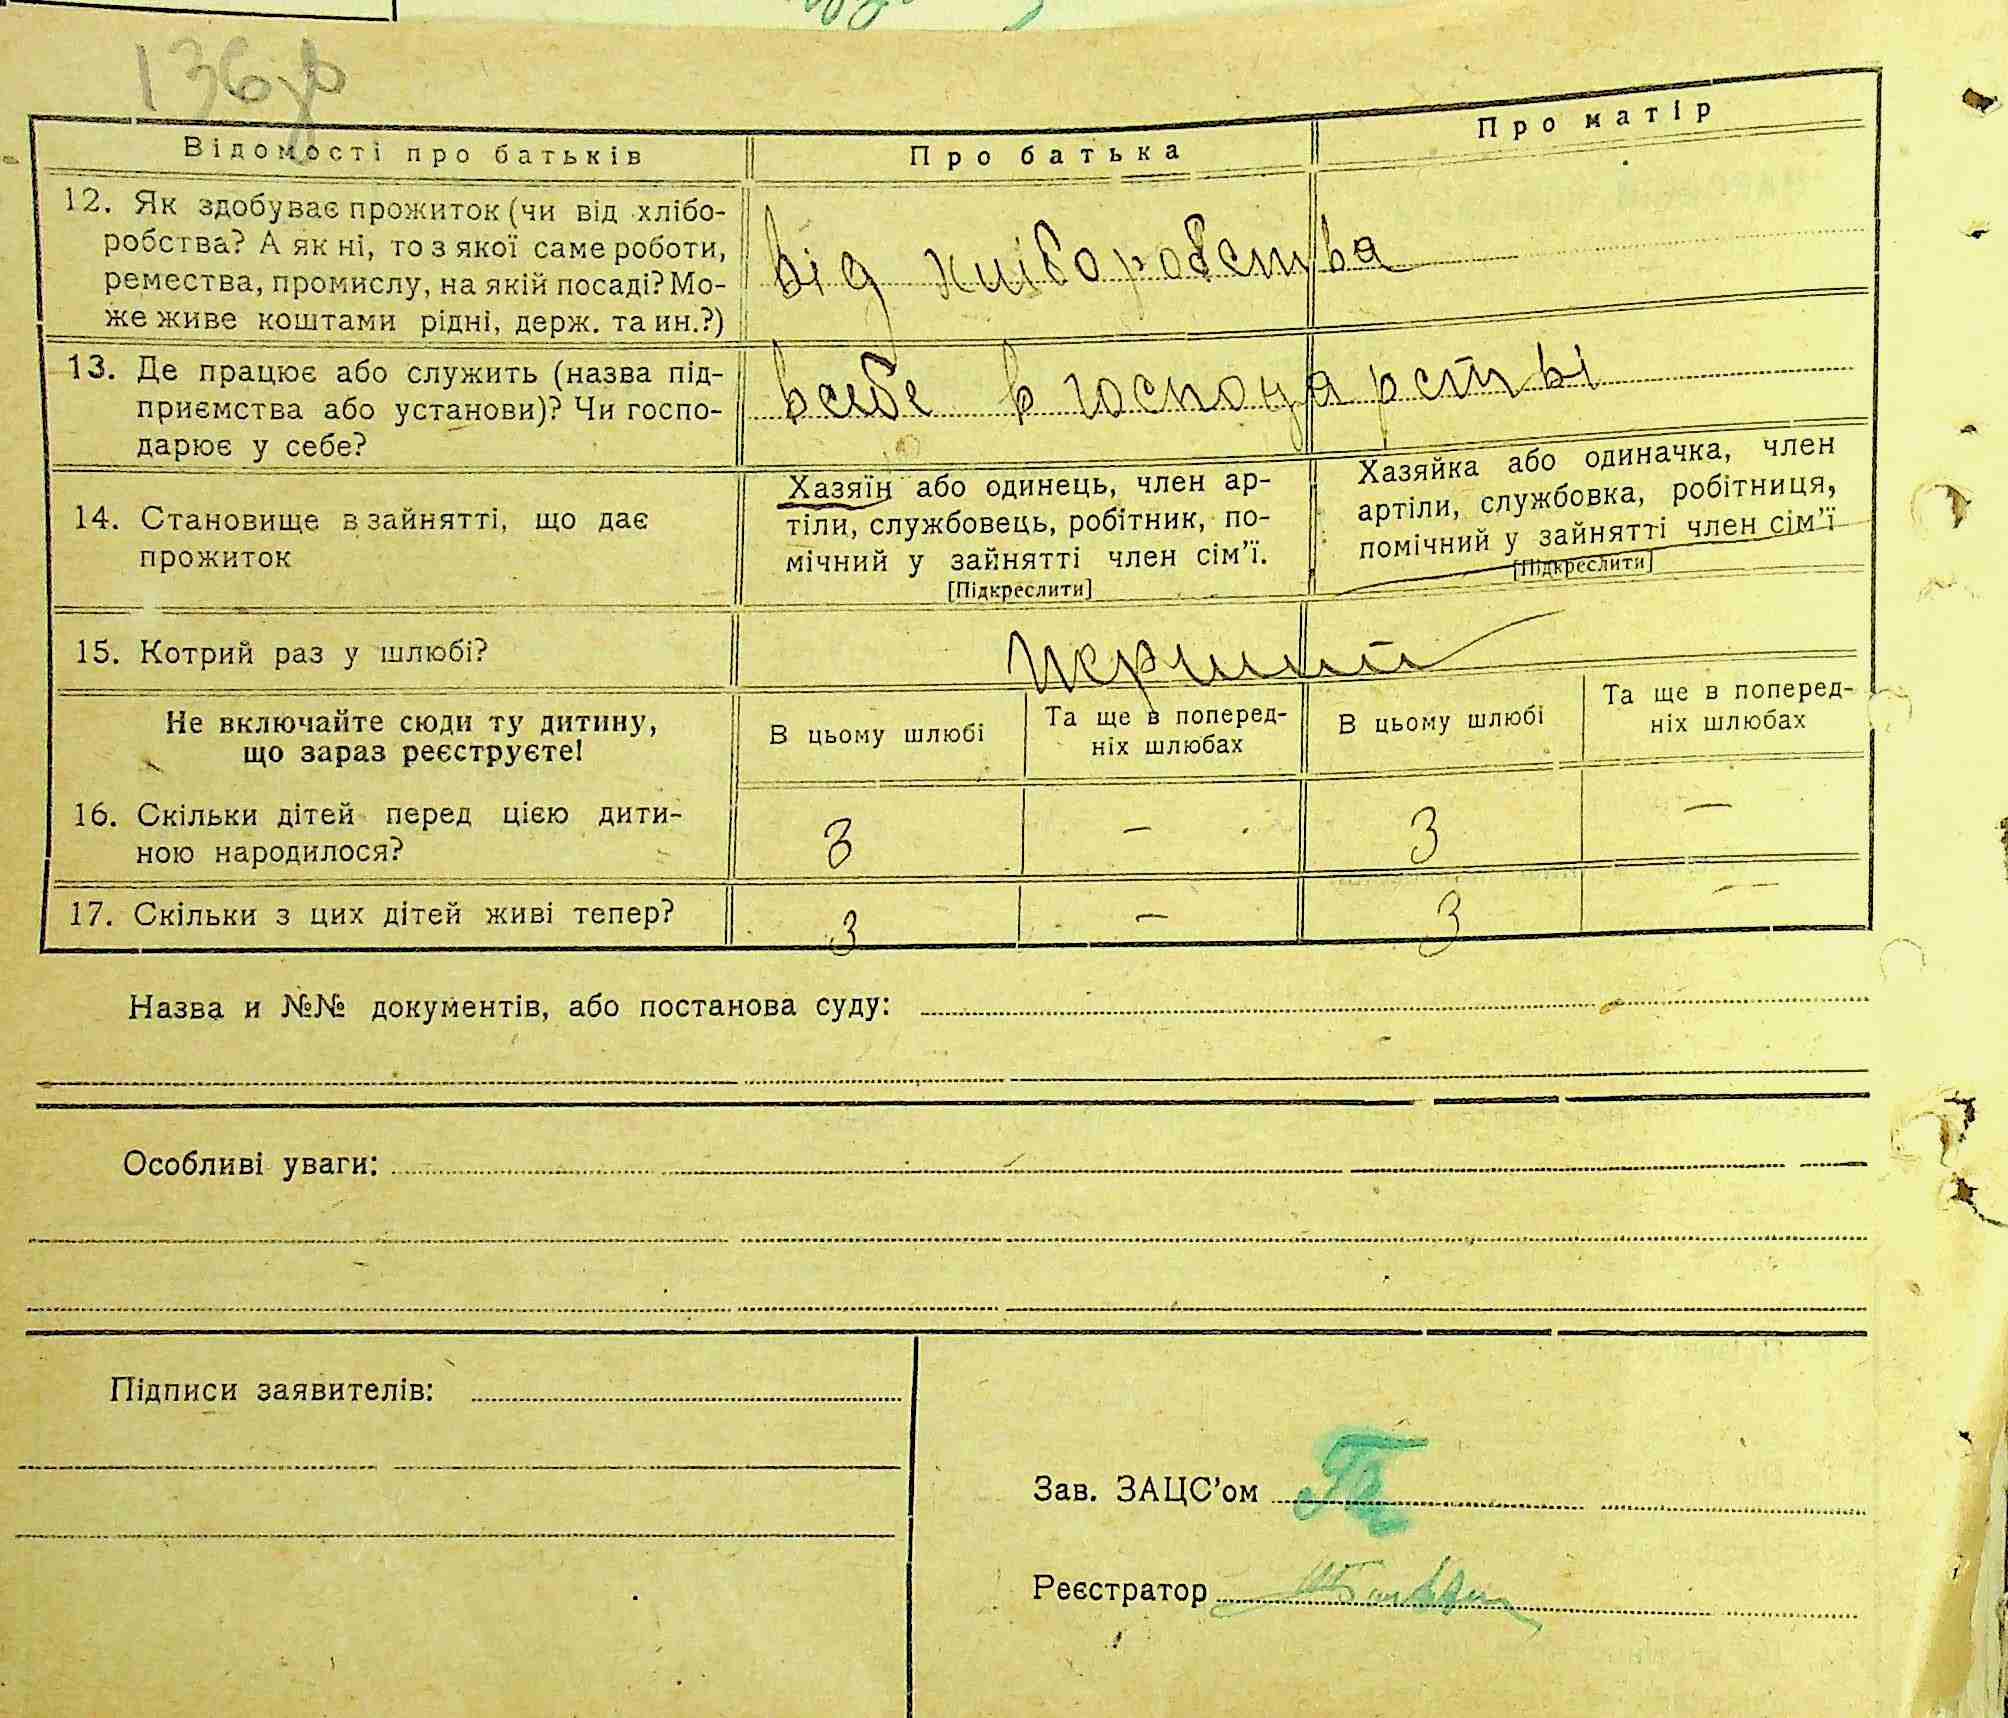 136зв
Відомості про батьків
Про батька
Про матір
12. Як здобуває прожиток (чи від хлібо-
робства? А як ні, то з якої саме роботи,
ремества, промислу, на якій посаді? Мо-
же живе коштами рідні, держ. та ин.?)
від хліборобства
13. Де працює або служить (назва під-
приємства або установи)? Чи госпо-
дарює у себе?
всебе в господарстві
14. Становище в зайнятті, що дає
прожиток
Хазяїн або одинець, член ар-
тіли, службовець, робітник, по-
мічний у зайнятті член сім'ї.
[Підкреслити]
Хазяйка або одиначка, член
артіли, службовка, робітниця,
помічний у зайнятті член сім'ї
[Підкреслити]
15. Котрий раз у шлюбі?
перший
Не включайте сюди ту дитину,
що зараз реєструєте!
В цьому шлюбі
Та ще в поперед-
ніх шлюбах
В цьому шлюбі
Та ще в поперед-
ніх шлюбах
16. Скільки дітей перед цією дити-
ною народилося?
3 – 3 –
17. Скільки з цих дітей живі тепер?
3 – 3 –
Назва и №№ документів, або постанова суду:
Особливі уваги:
Підписи заявителів:
Зав. ЗАЦС'ом
Реєстратор